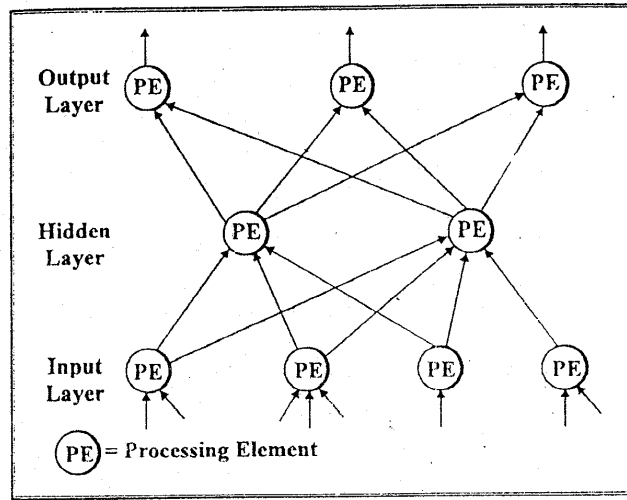 Output
Layer
PE PE PE
Hidden
Layer
PE PE
Input
Layer
PE PE PE PE
PE = Processing Element